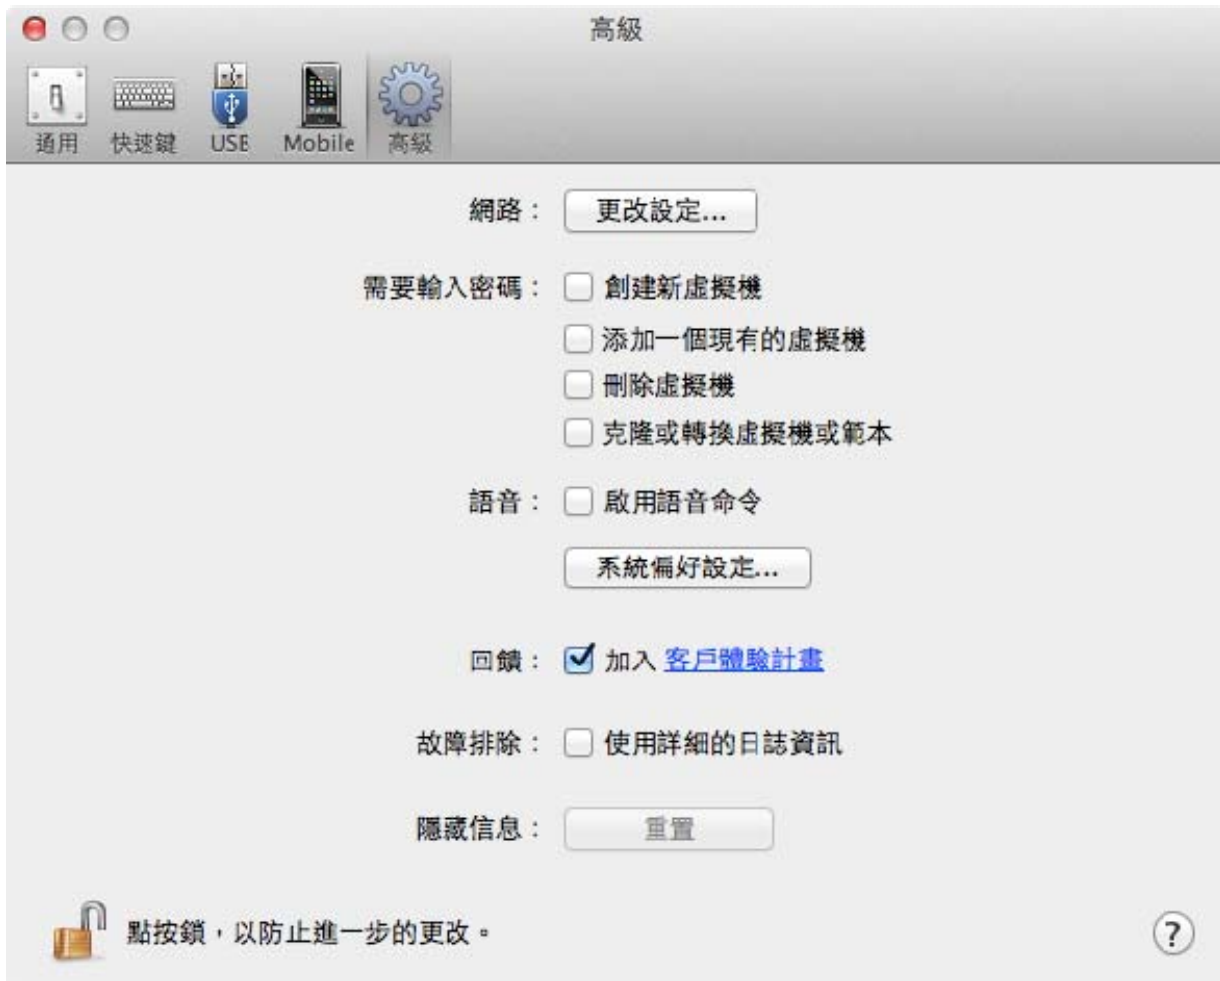 高級
通用 快速鍵 USB Mobile 高級
網路： 更改設定...
需要輸入密碼： 創建新虛擬機
添加一個現有的虛擬機
刪除虛擬機
克隆或轉換虛擬機或範本
語音： 啟用語音命令
系統偏好設定...
回饋： 加入 客戶體驗計畫
故障排除： 使用詳細的日誌資訊
隱藏信息： 重置
點按鎖，以防止進一步的更改。 ?